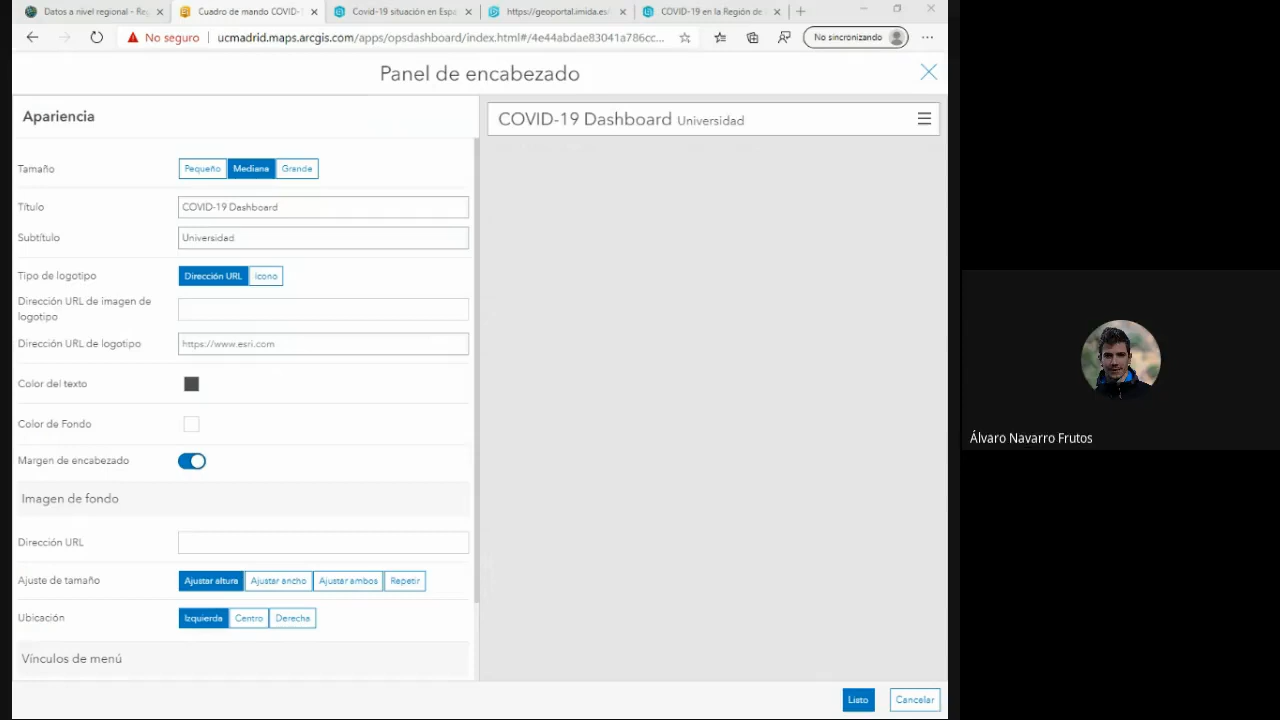 Datos a nivel regional - Re
Cuadro de mando COVID-
Covid-19 situación en Espa
https://geoportal.imida.es/
COVID-19 en la Región de
No seguro
ucmadrid.maps.arcgis.com/apps/opsdashboard/index.html#/4e44abdae83041a786cc...
No sincronizando
Panel de encabezado
Apariencia
COVID-19 Dashboard Universidad
Tamaño
Pequeño Mediana Grande
Título
COVID-19 Dashboard
Subtítulo
Universidad
Tipo de logotipo
Dirección URL Icono
Dirección URL de imagen de
logotipo
Dirección URL de logotipo
https://www.esri.com
Color del texto
Color de Fondo
Margen de encabezado
Imagen de fondo
Dirección URL
Ajuste de tamaño
Ajustar altura Ajustar ancho Ajustar ambos Repetir
Ubicación
Izquierda Centro Derecha
Vínculos de menú
Listo
Cancelar
Álvaro Navarro Frutos